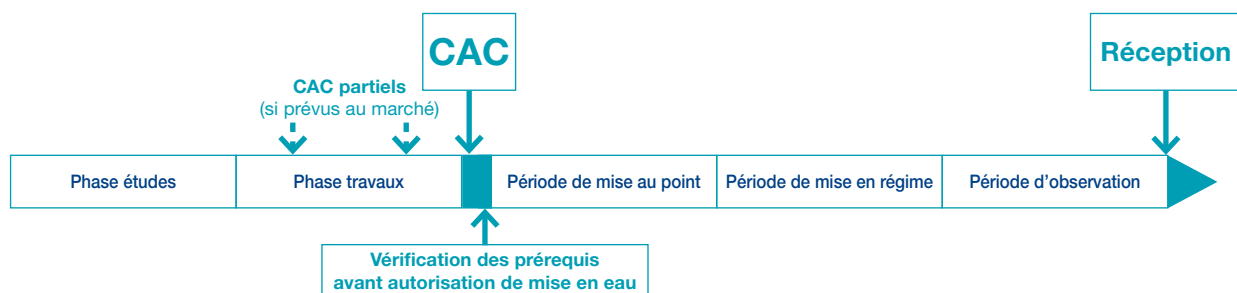 CAC
Réception
CAC partiels
(si prévus au marché)
Phase études
Phase travaux
Période de mise au point
Période de mise en régime
Période d'observation
Vérification des prérequis
avant autorisation de mise en eau